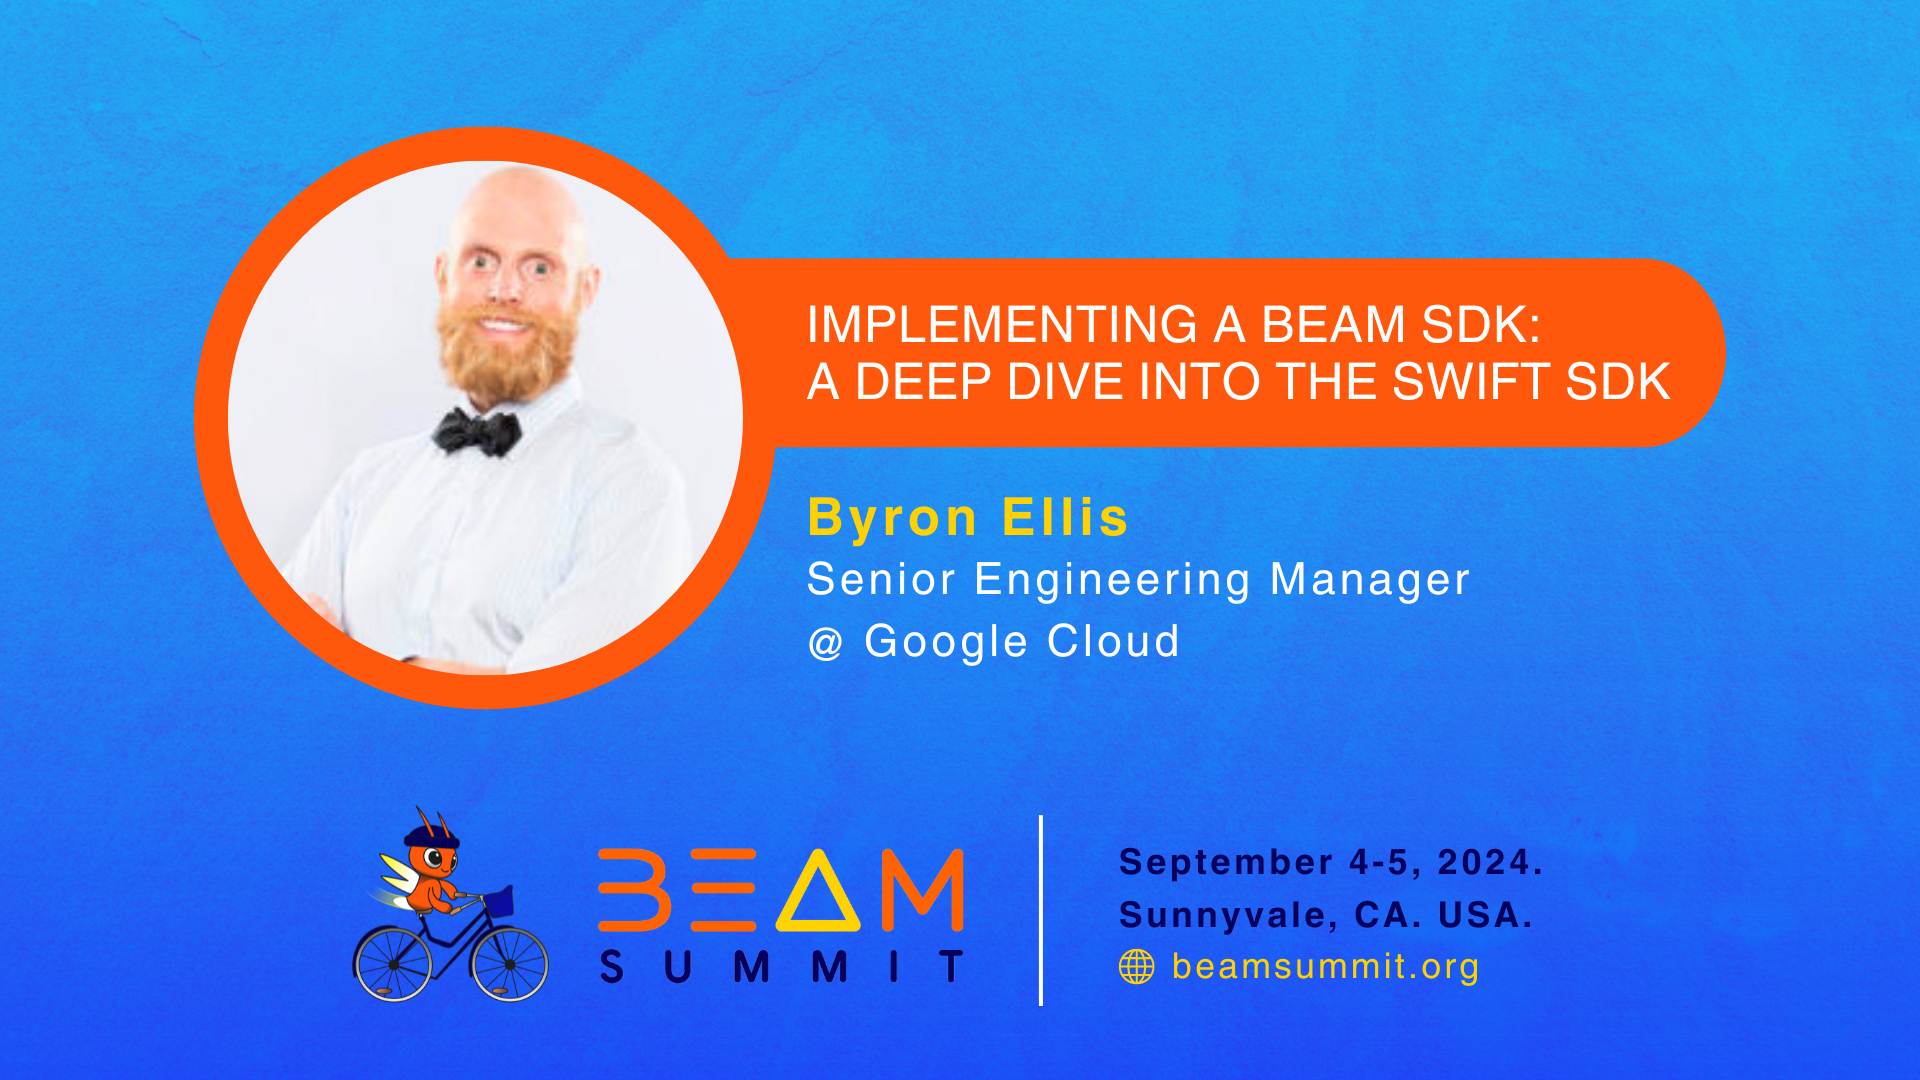 IMPLEMENTING A BEAM SDK:
A DEEP DIVE INTO THE SWIFT SDK
Byron Ellis
Senior Engineering Manager
@ Google Cloud
BEAM
SUMMIT
September 4-5, 2024.
Sunnyvale, CA. USA.
beamsummit.org